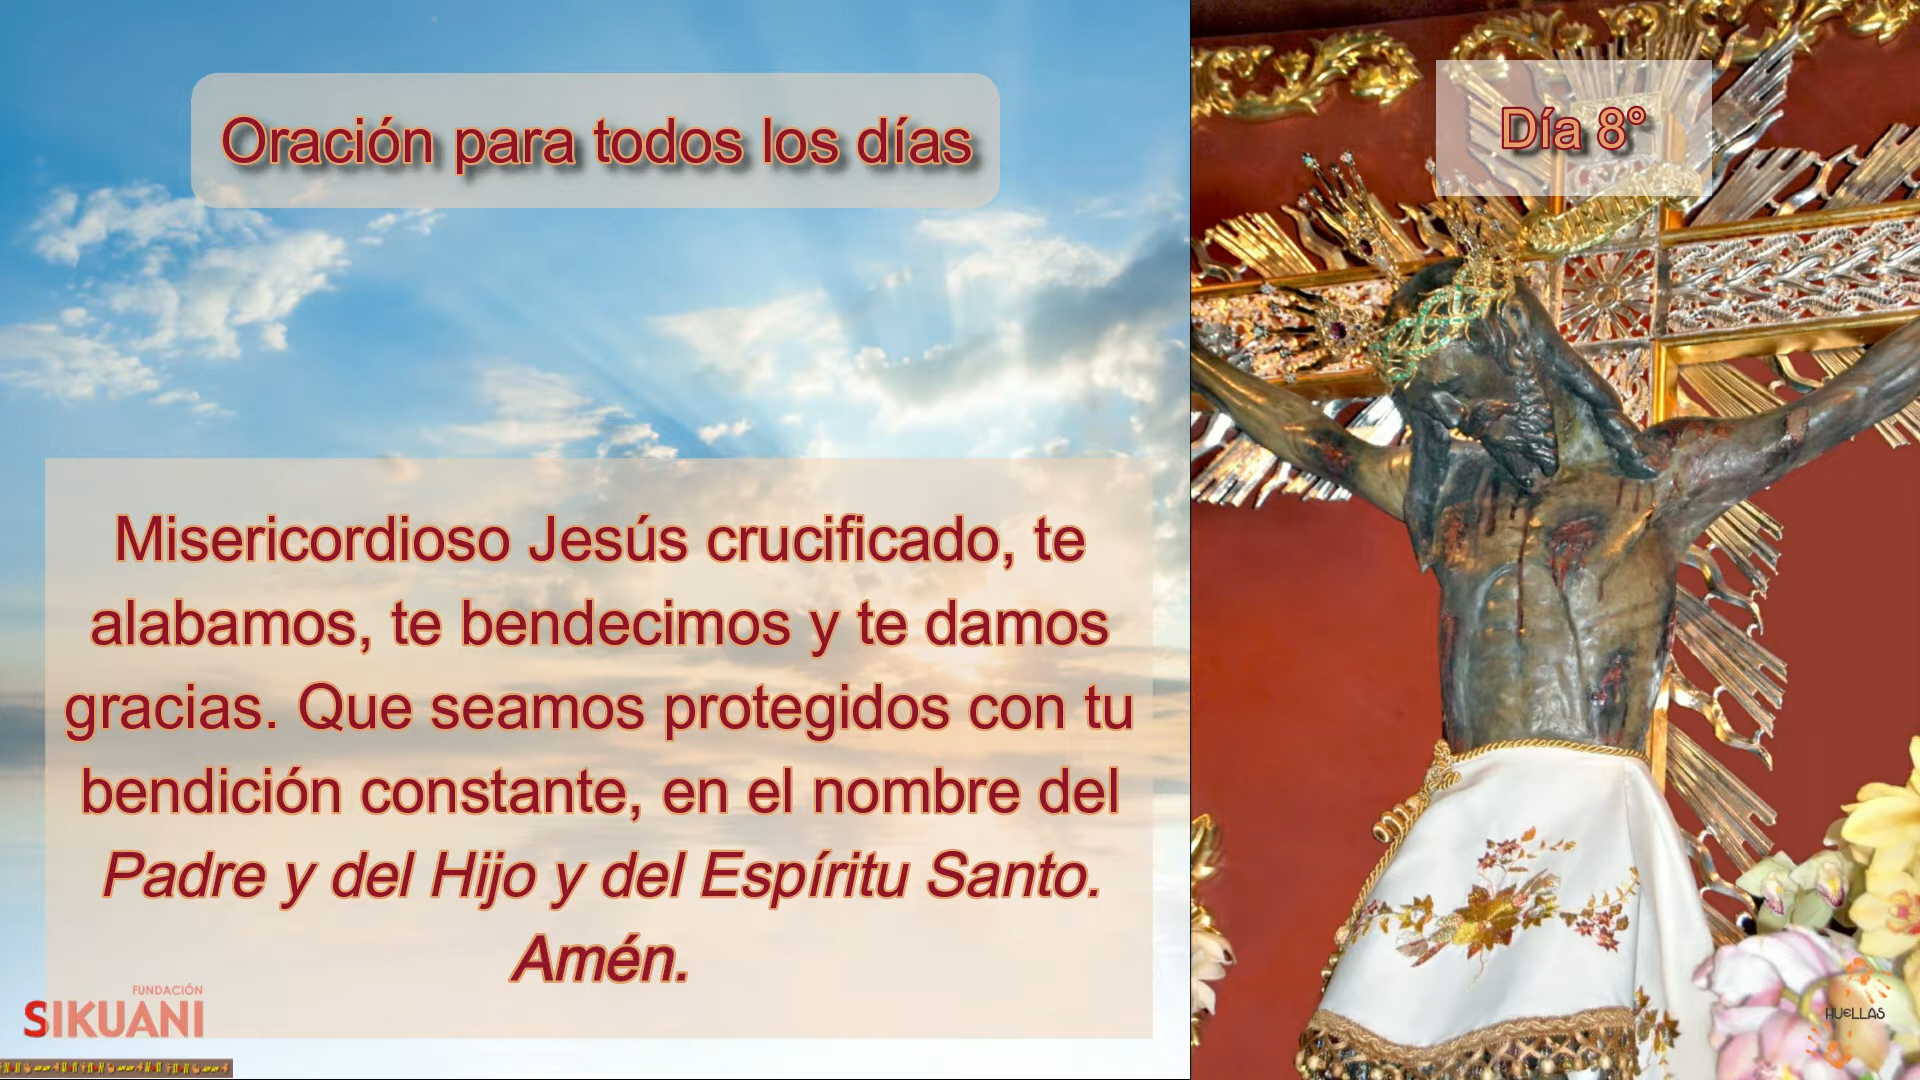 Oración para todos los días
Día 8°
Misericordioso Jesús crucificado, te
alabamos, te bendecimos y te damos
gracias. Que seamos protegidos con tu
bendición constante, en el nombre del
Padre y del Hijo y del Espíritu Santo.
Amén.
FUNDACIÓN
SIKUANI
HUELLAS